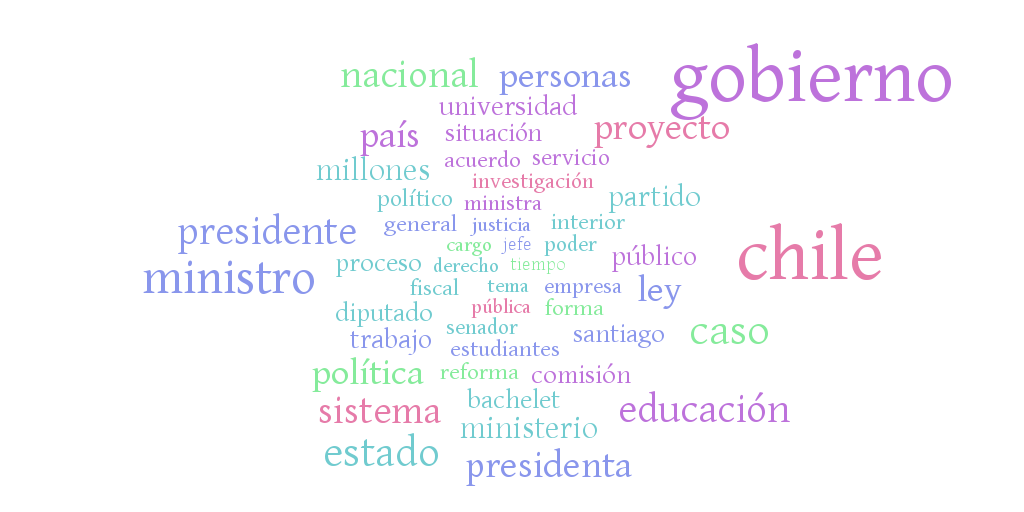 gobierno
nacional personas
universidad
país situación proyecto
millones acuerdo servicio
investigación
político ministra partido
presidente general justicia interior
cargo jefe poder
chile
ministro proceso derecho tiempo público
fiscal tema empresa ley
diputado pública forma
trabajo senador santiago caso
estudiantes
política reforma comisión
sistema bachelet educación
ministerio
estado presidenta